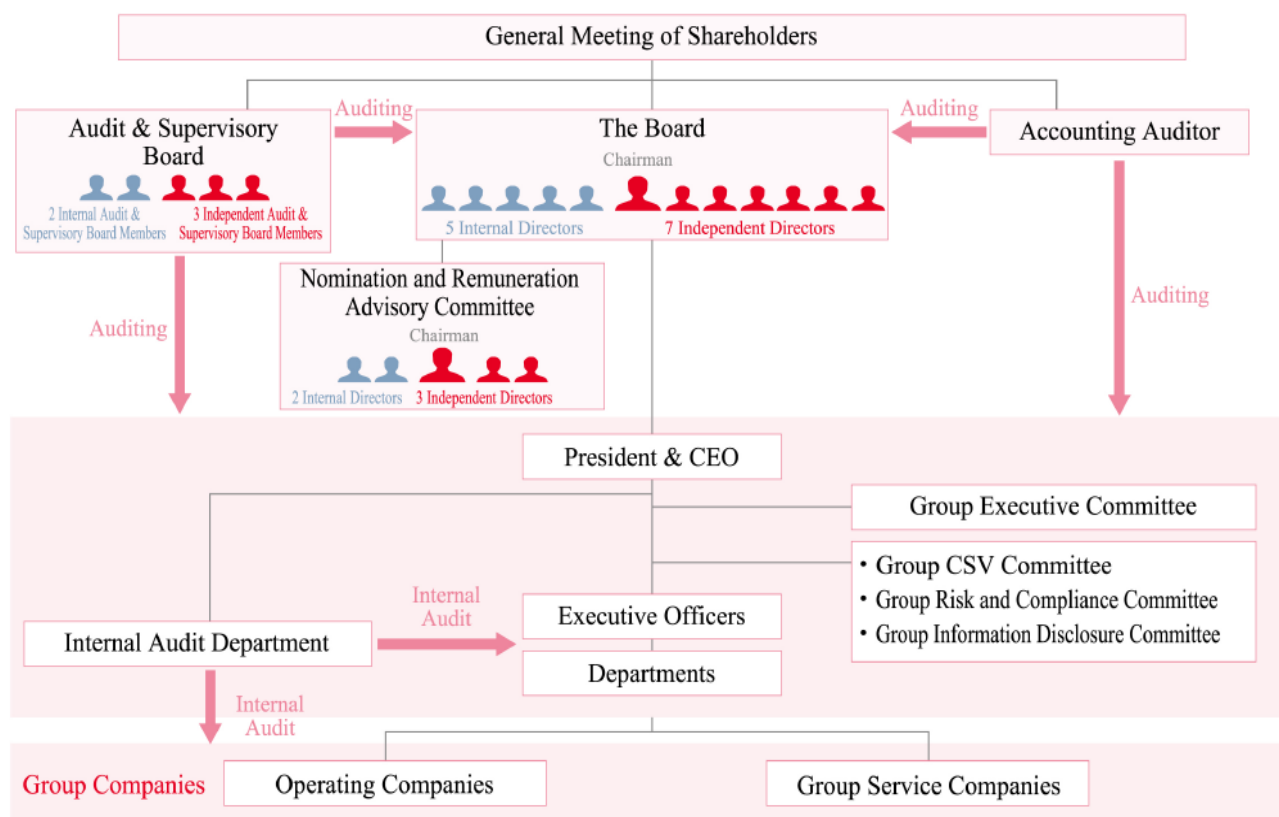 General Meeting of Shareholders
Auditing
Auditing
Audit & Supervisory
Board
2 Internal Audit &
Supervisory Board Members
3 Independent Audit &
Supervisory Board Members
The Board
Chairman
5 Internal Directors
7 Independent Directors
Accounting Auditor
Nomination and Remuneration
Advisory Committee
Chairman
2 Internal Directors
3 Independent Directors
Auditing
Auditing
President & CEO
Group Executive Committee
・Group CSV Committee
・Group Risk and Compliance Committee
・Group Information Disclosure Committee
Internal
Audit
Executive Officers
Internal Audit Department
Departments
Internal
Audit
Group Companies
Operating Companies
Group Service Companies